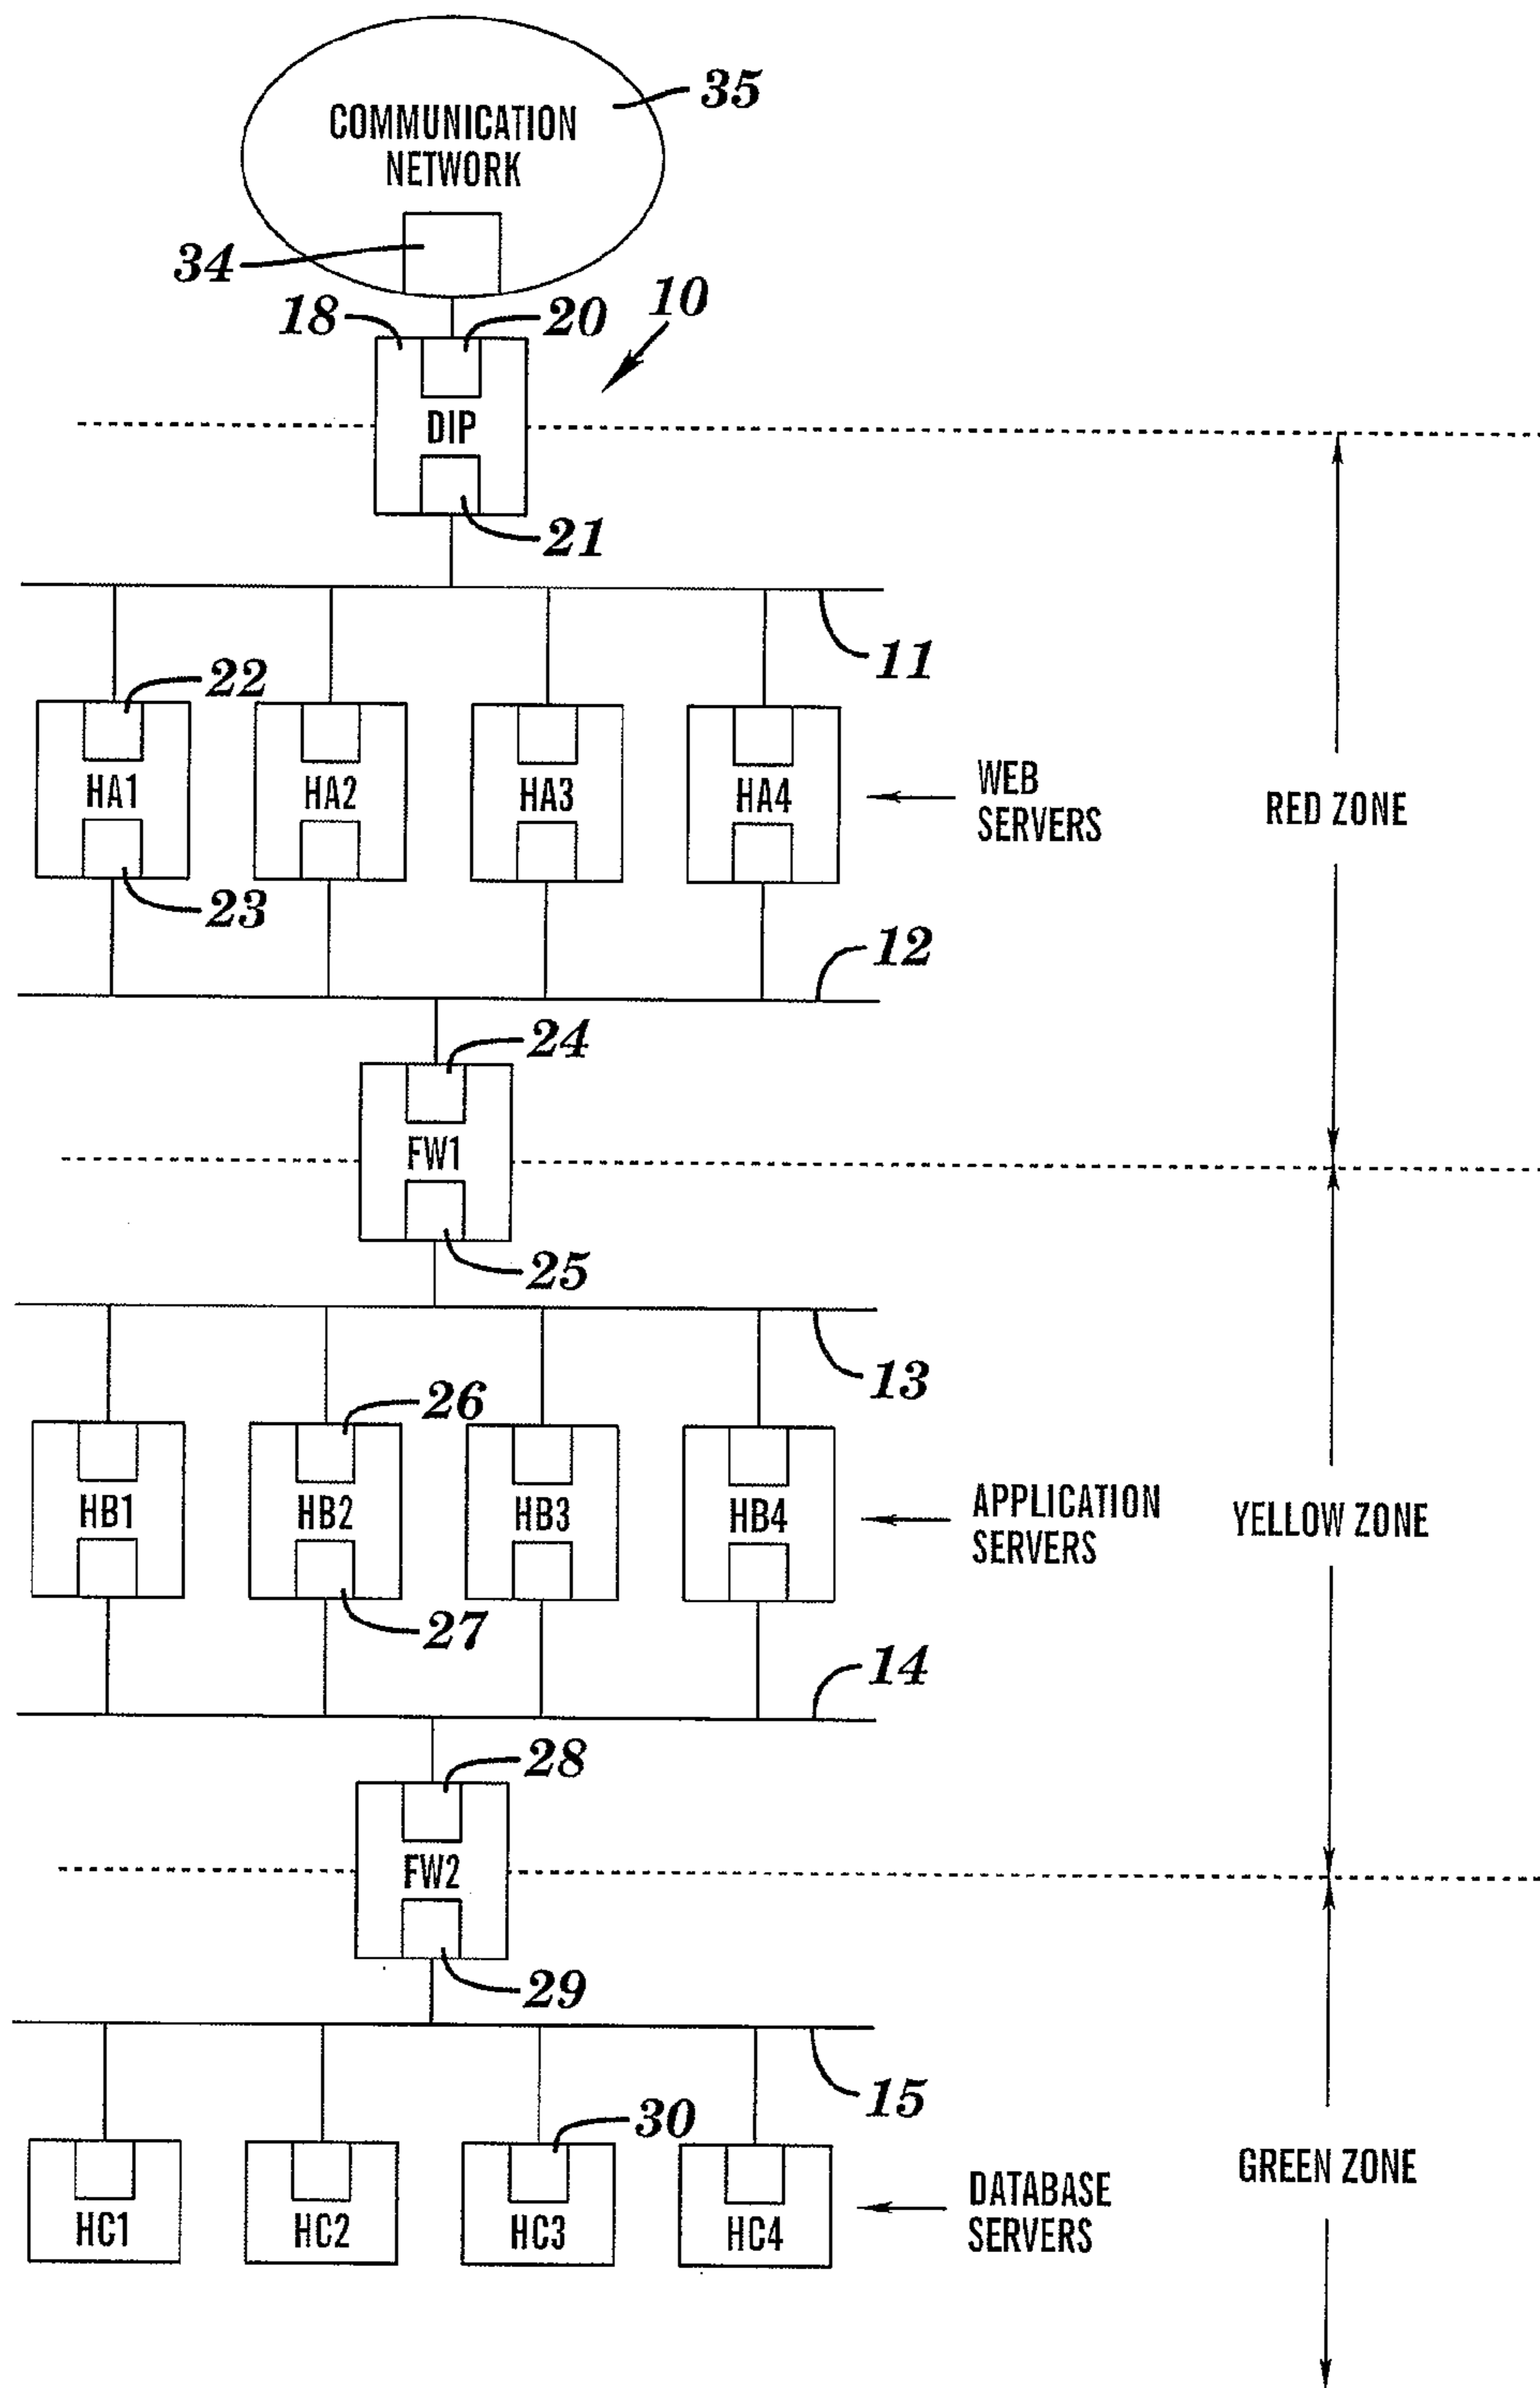 35
COMMUNICATION
NETWORK
34
18
20
10
DIP
21
11
22
HA1
HA2
HA3
HA4
WEB
SERVERS
RED ZONE
23
12
24
FW1
25
13
26
HB1
HB2
HB3
HB4
APPLICATION
SERVERS
YELLOW ZONE
27
14
28
FW2
29
15
30
HC1
HC2
HC3
HC4
DATABASE
SERVERS
GREEN ZONE